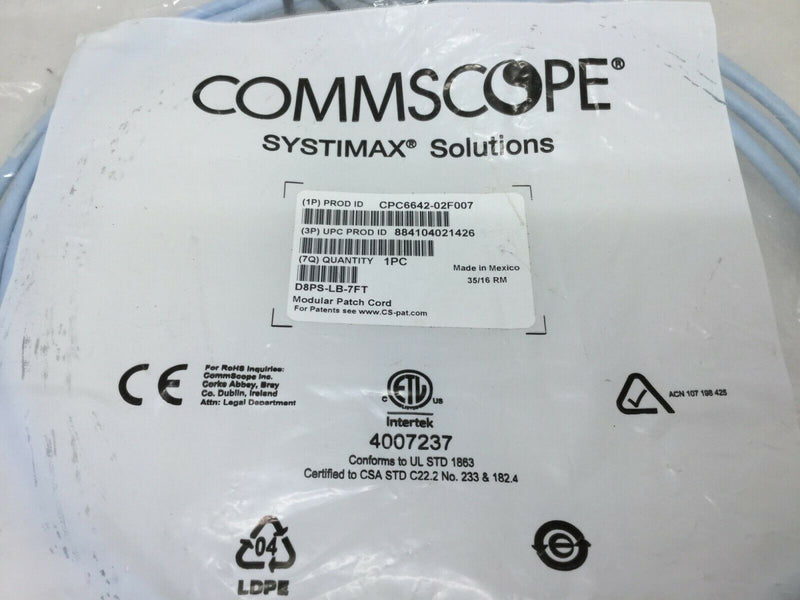 COMMSCOPE®
SYSTIMAX® Solutions
(1P) PROD ID CPC6642-02F007
(3P) UPC PROD ID 884104021426
(7Q) QUANTITY 1PC
Made in Mexico
D8PS-LB-7FT
35/16 RM
Modular Patch Cord
For Patents see www.CS-pat.com
CE
For RoHS Inquiries:
CommScope Inc.
Corke Abbey, Bray
Co. Dublin, Ireland
Attn: Legal Department
C ETL US
LISTED
Intertek
ACN 107 198 425
4007237
Conforms to UL STD 1863
Certified to CSA STD C22.2 No. 233 & 182.4
04
LDPE
e